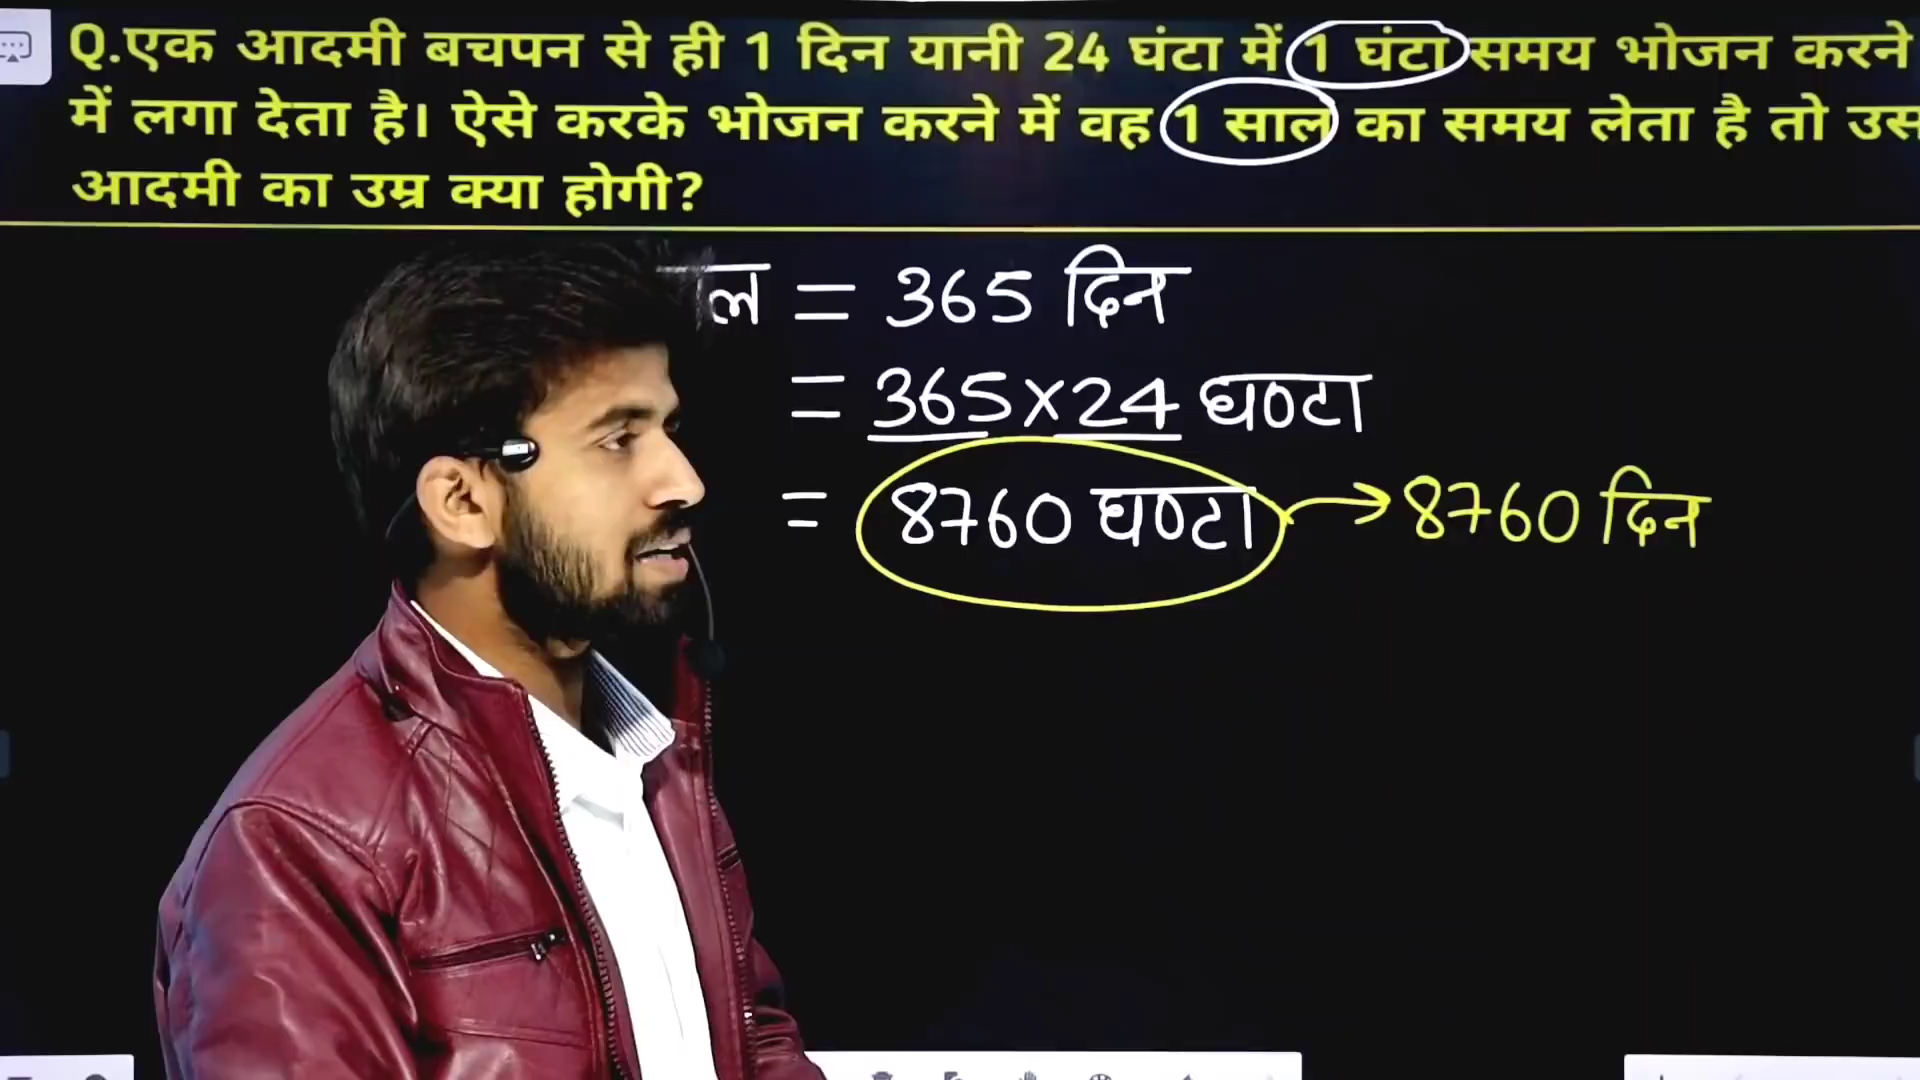 Q.एक आदमी बचपन से ही 1 दिन यानी 24 घंटा में 1 घंटा समय भोजन करने
में लगा देता है। ऐसे करके भोजन करने में वह 1 साल का समय लेता है तो उस
आदमी का उम्र क्या होगी?
ल = 365 दिन
= 365×24 घण्टा
= 8760 घण्टा → 8760 दिन